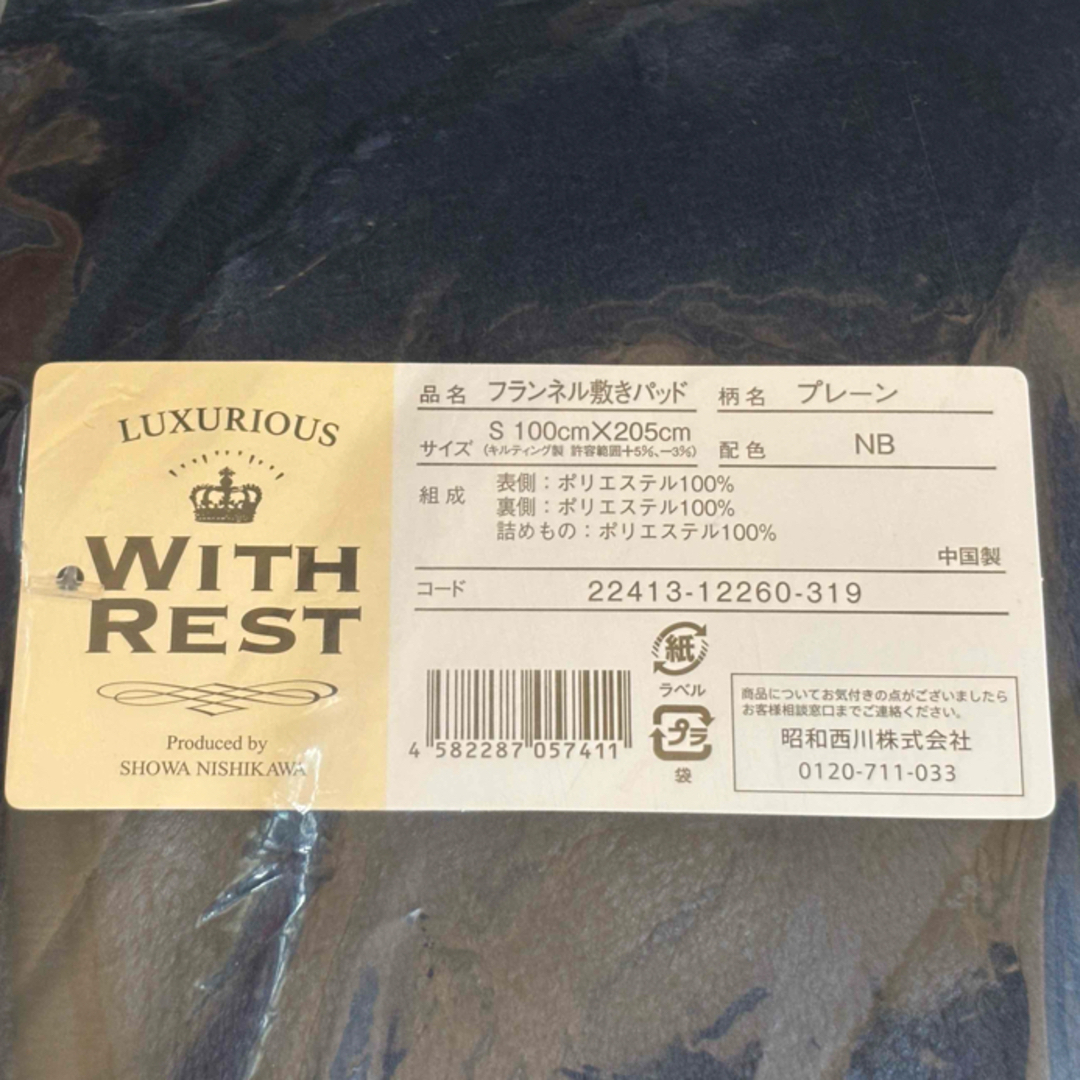 LUXURIOUS
WITH
REST
Produced by
SHOWA NISHIKAWA
品名 フランネル敷きパッド 柄名 プレーン
サイズ S 100cm×205cm
(キルティング製 許容範囲+5%、-3%) 配色 NB
組成 表側：ポリエステル100%
裏側：ポリエステル100%
詰めもの：ポリエステル100%
中国製
コード 22413-12260-319
紙
ラベル
プラ
袋
4 582287 057411
商品についてお気付きの点がございましたら
お客様相談窓口までご連絡ください。
昭和西川株式会社
0120-711-033